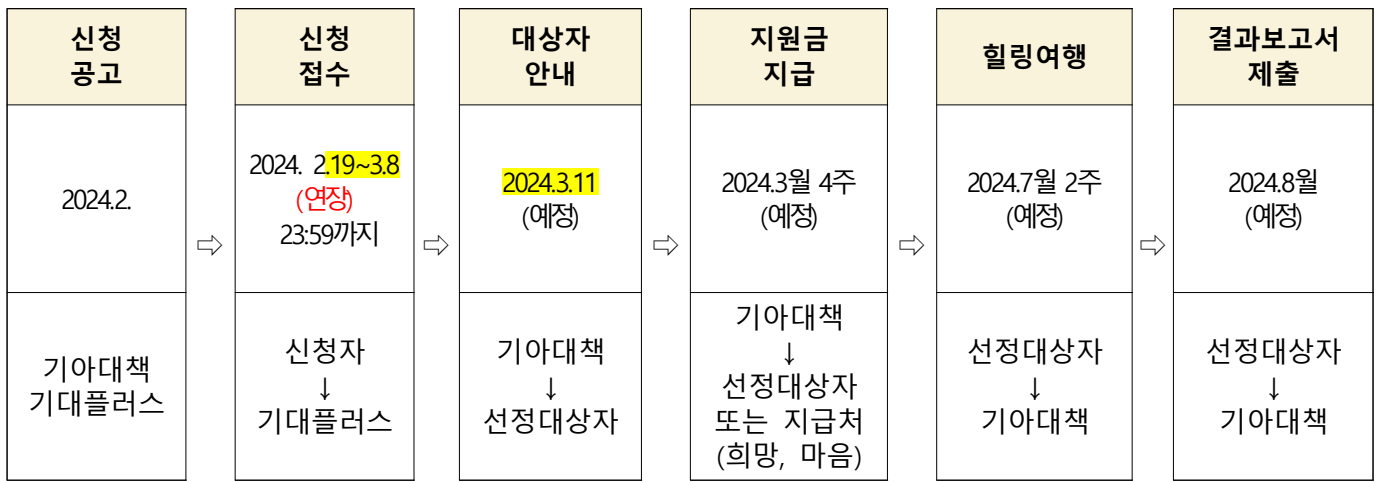 신청
공고
2024.2.
기아대책
기대플러스
⇨
신청
접수
2024. 2.19~3.8
(연장)
23:59까지
신청자
↓
기대플러스
⇨
대상자
안내
2024.3.11
(예정)
기아대책
↓
선정대상자
⇨
지원금
지급
2024.3월 4주
(예정)
기아대책
↓
선정대상자
또는 지급처
(희망, 마음)
⇨
힐링여행
2024.7월 2주
(예정)
선정대상자
↓
기아대책
⇨
결과보고서
제출
2024.8월
(예정)
선정대상자
↓
기아대책